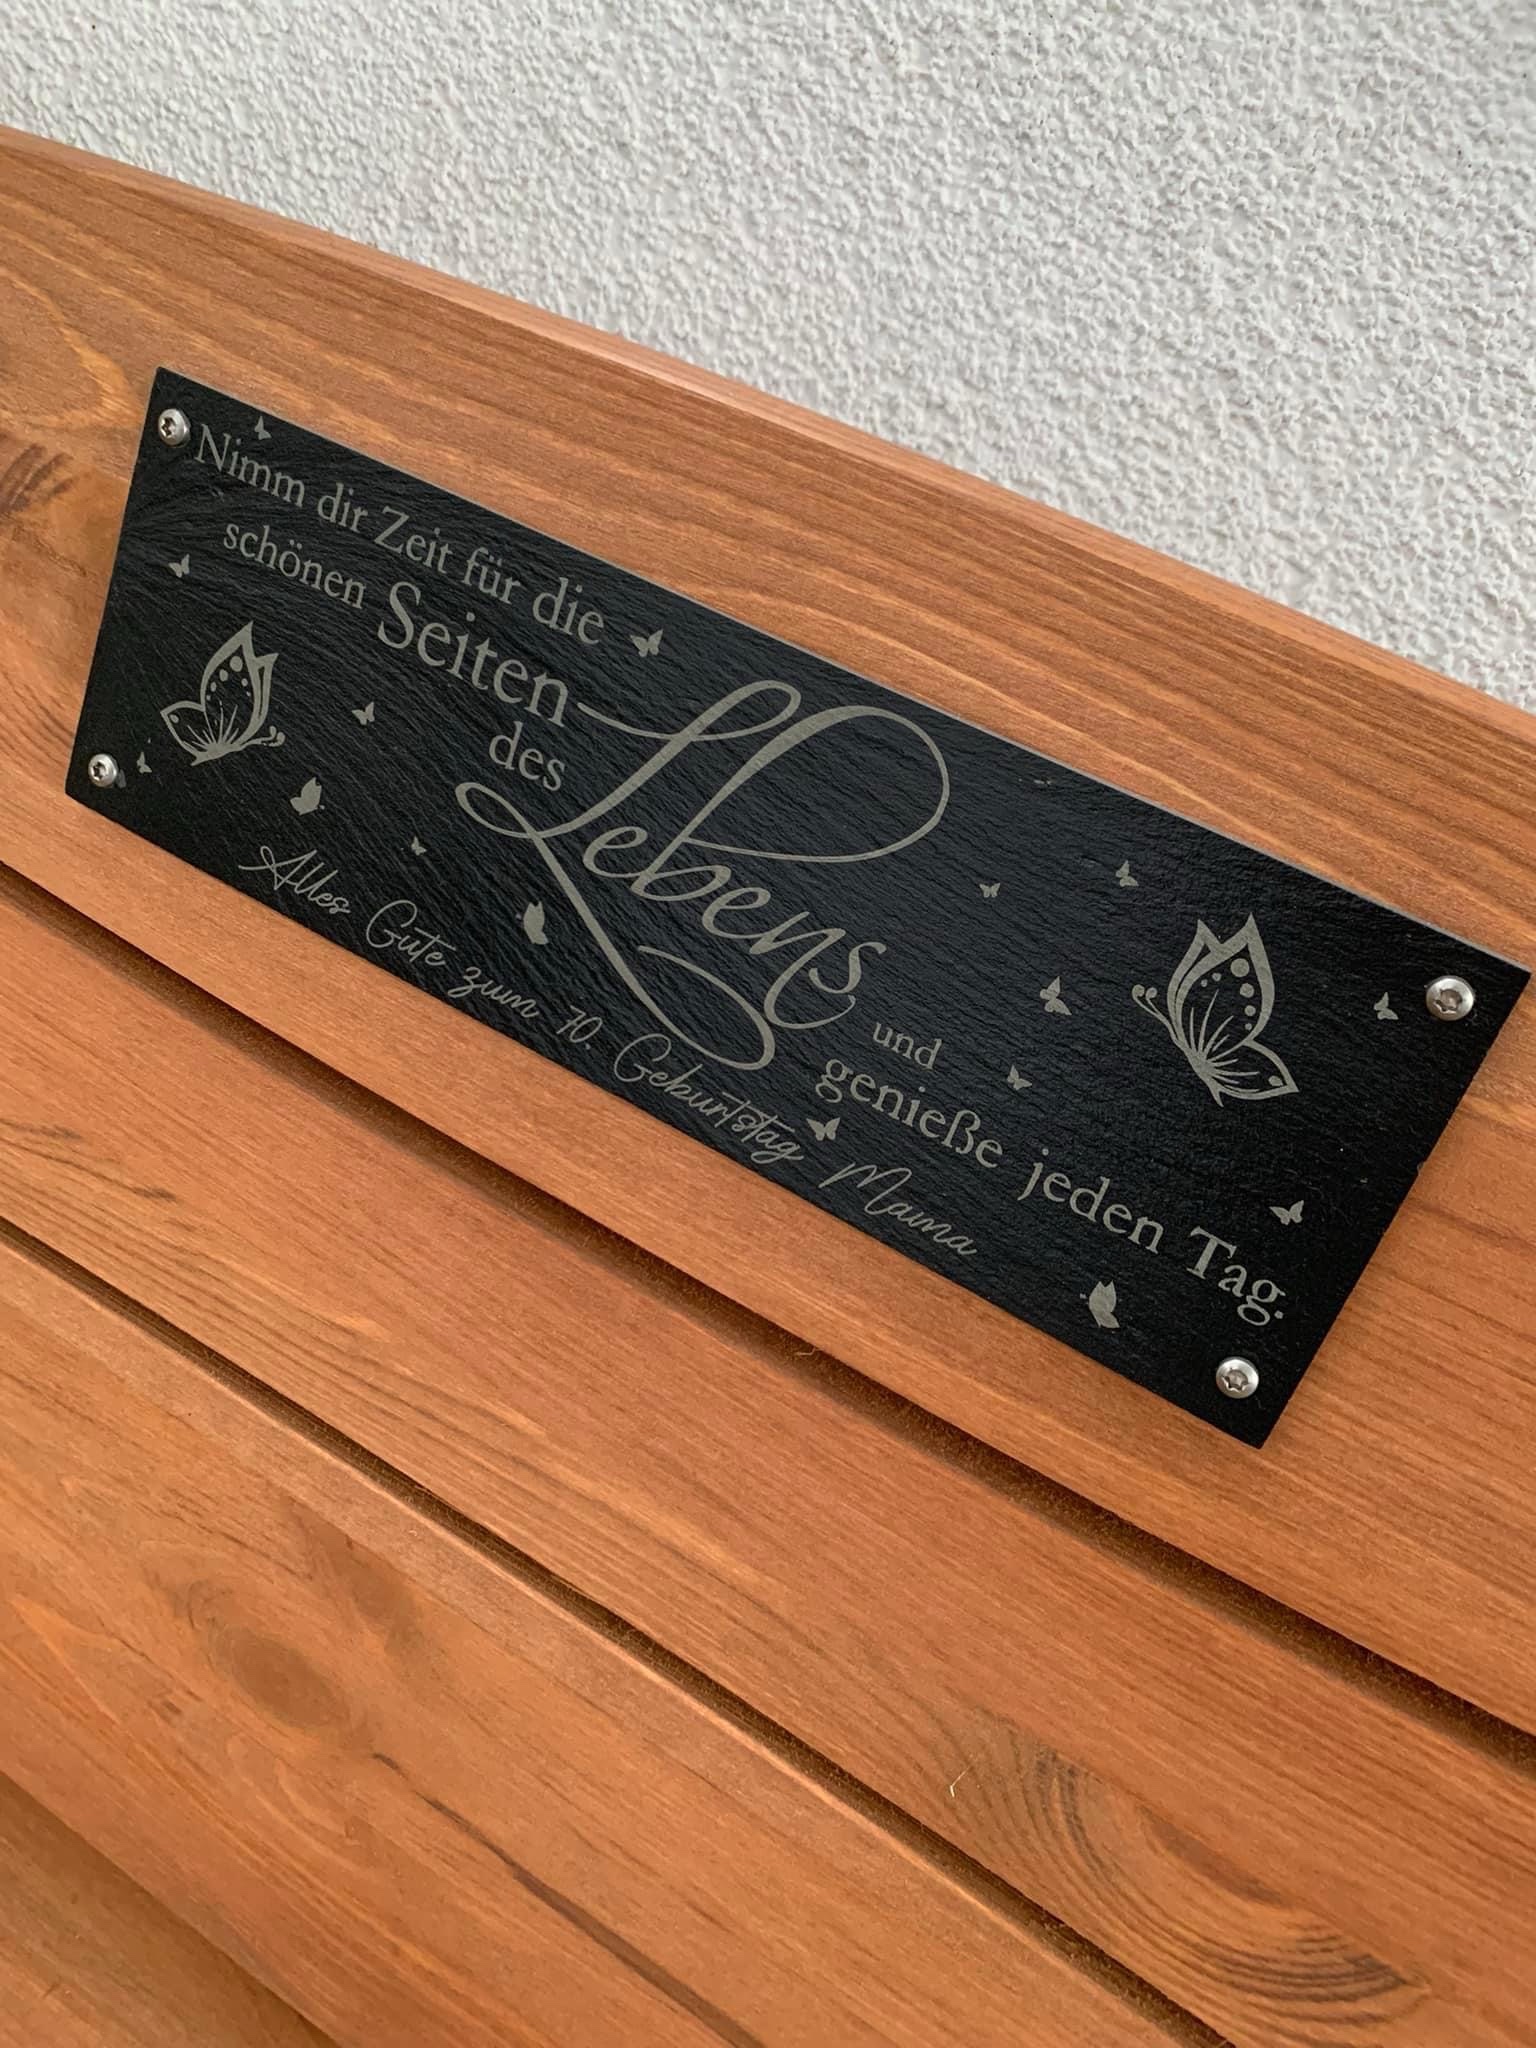 Nimm dir Zeit für die
schönen Seiten
des Lebens
und
genieße jeden Tag.
Alles Gute zum 70. Geburtstag Mama